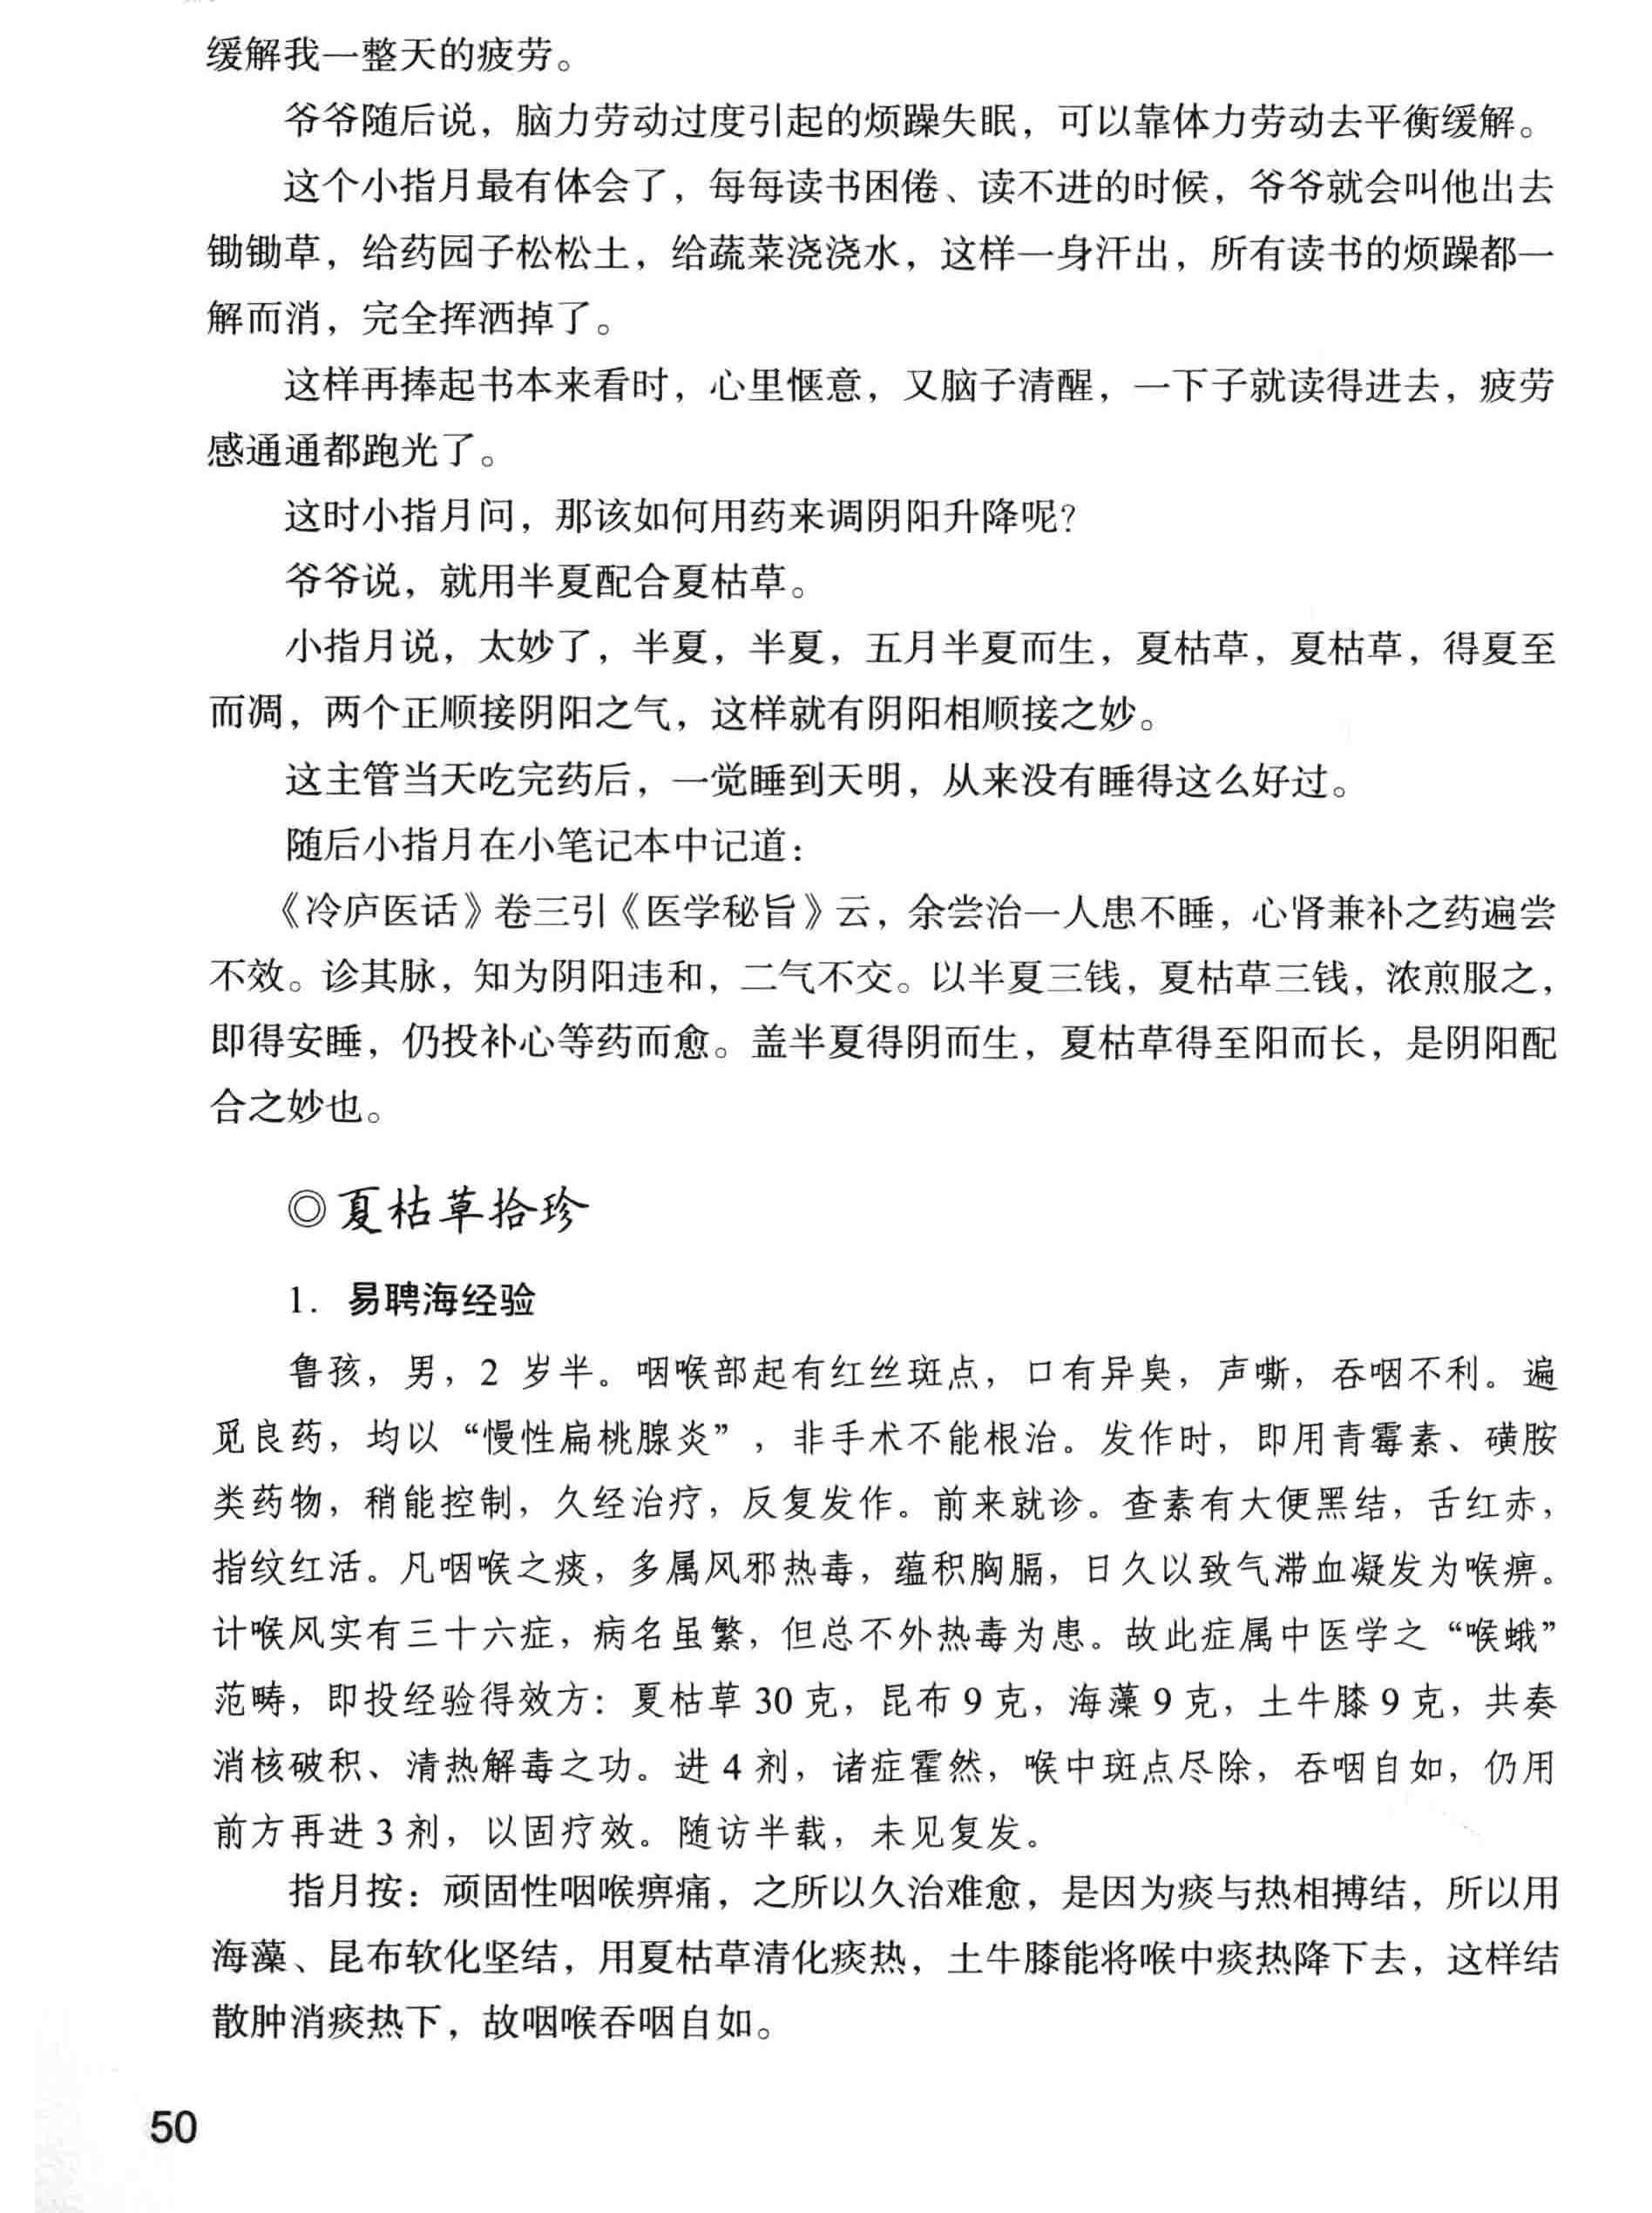 缓解我一整天的疲劳。
爷爷随后说，脑力劳动过度引起的烦躁失眠，可以靠体力劳动去平衡缓解。
这个小指月最有体会了，每每读书困倦、读不进的时候，爷爷就会叫他出去
锄锄草，给药园子松松土，给蔬菜浇浇水，这样一身汗出，所有读书的烦躁都一
解而消，完全挥洒掉了。
这样再捧起书本来看时，心里惬意，又脑子清醒，一下子就读得进去，疲劳
感通通都跑光了。
这时小指月问，那该如何用药来调阴阳升降呢？
爷爷说，就用半夏配合夏枯草。
小指月说，太妙了，半夏，半夏，五月半夏而生，夏枯草，夏枯草，得夏至
而凋，两个正顺接阴阳之气，这样就有阴阳相顺接之妙。
这主管当天吃完药后，一觉睡到天明，从来没有睡得这么好过。
随后小指月在小笔记本中记道：
《冷庐医话》卷三引《医学秘旨》云，余尝治一人患不睡，心肾兼补之药遍尝
不效。诊其脉，知为阴阳违和，二气不交。以半夏三钱，夏枯草三钱，浓煎服之，
即得安睡，仍投补心等药而愈。盖半夏得阴而生，夏枯草得至阳而长，是阴阳配
合之妙也。
◎夏枯草拾珍
1. 易聘海经验
鲁孩，男，2 岁半。咽喉部起有红丝斑点，口有异臭，声嘶，吞咽不利。遍
觅良药，均以“慢性扁桃腺炎”，非手术不能根治。发作时，即用青霉素、磺胺
类药物，稍能控制，久经治疗，反复发作。前来就诊。查素有大便黑结，舌红赤，
指纹红活。凡咽喉之痰，多属风邪热毒，蕴积胸膈，日久以致气滞血凝发为喉痹。
计喉风实有三十六症，病名虽繁，但总不外热毒为患。故此症属中医学之“喉蛾”
范畴，即投经验得效方：夏枯草 30 克，昆布 9 克，海藻 9 克，土牛膝 9 克，共奏
消核破积、清热解毒之功。进 4 剂，诸症霍然，喉中斑点尽除，吞咽自如，仍用
前方再进 3 剂，以固疗效。随访半载，未见复发。
指月按：顽固性咽喉痹痛，之所以久治难愈，是因为痰与热相搏结，所以用
海藻、昆布软化坚结，用夏枯草清化痰热，土牛膝能将喉中痰热降下去，这样结
散肿消痰热下，故咽喉吞咽自如。
50